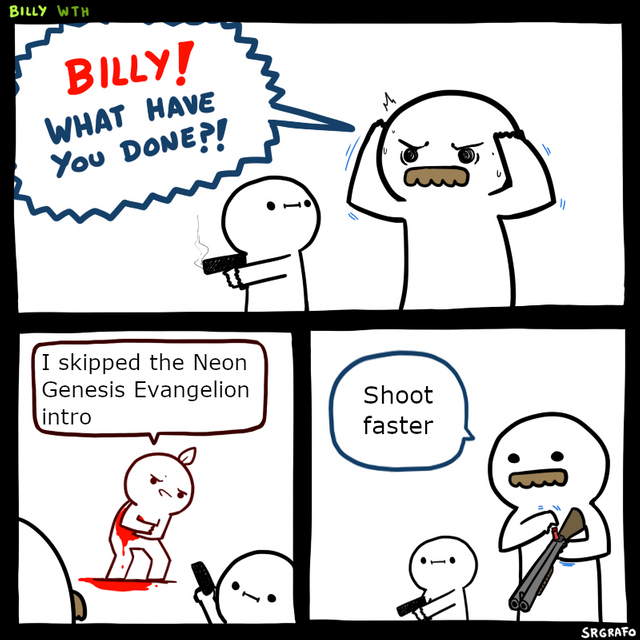 BILLY WTH
BILLY!
WHAT HAVE
YOU DONE?!
I skipped the Neon
Genesis Evangelion
intro
Shoot
faster
SRGRAFO